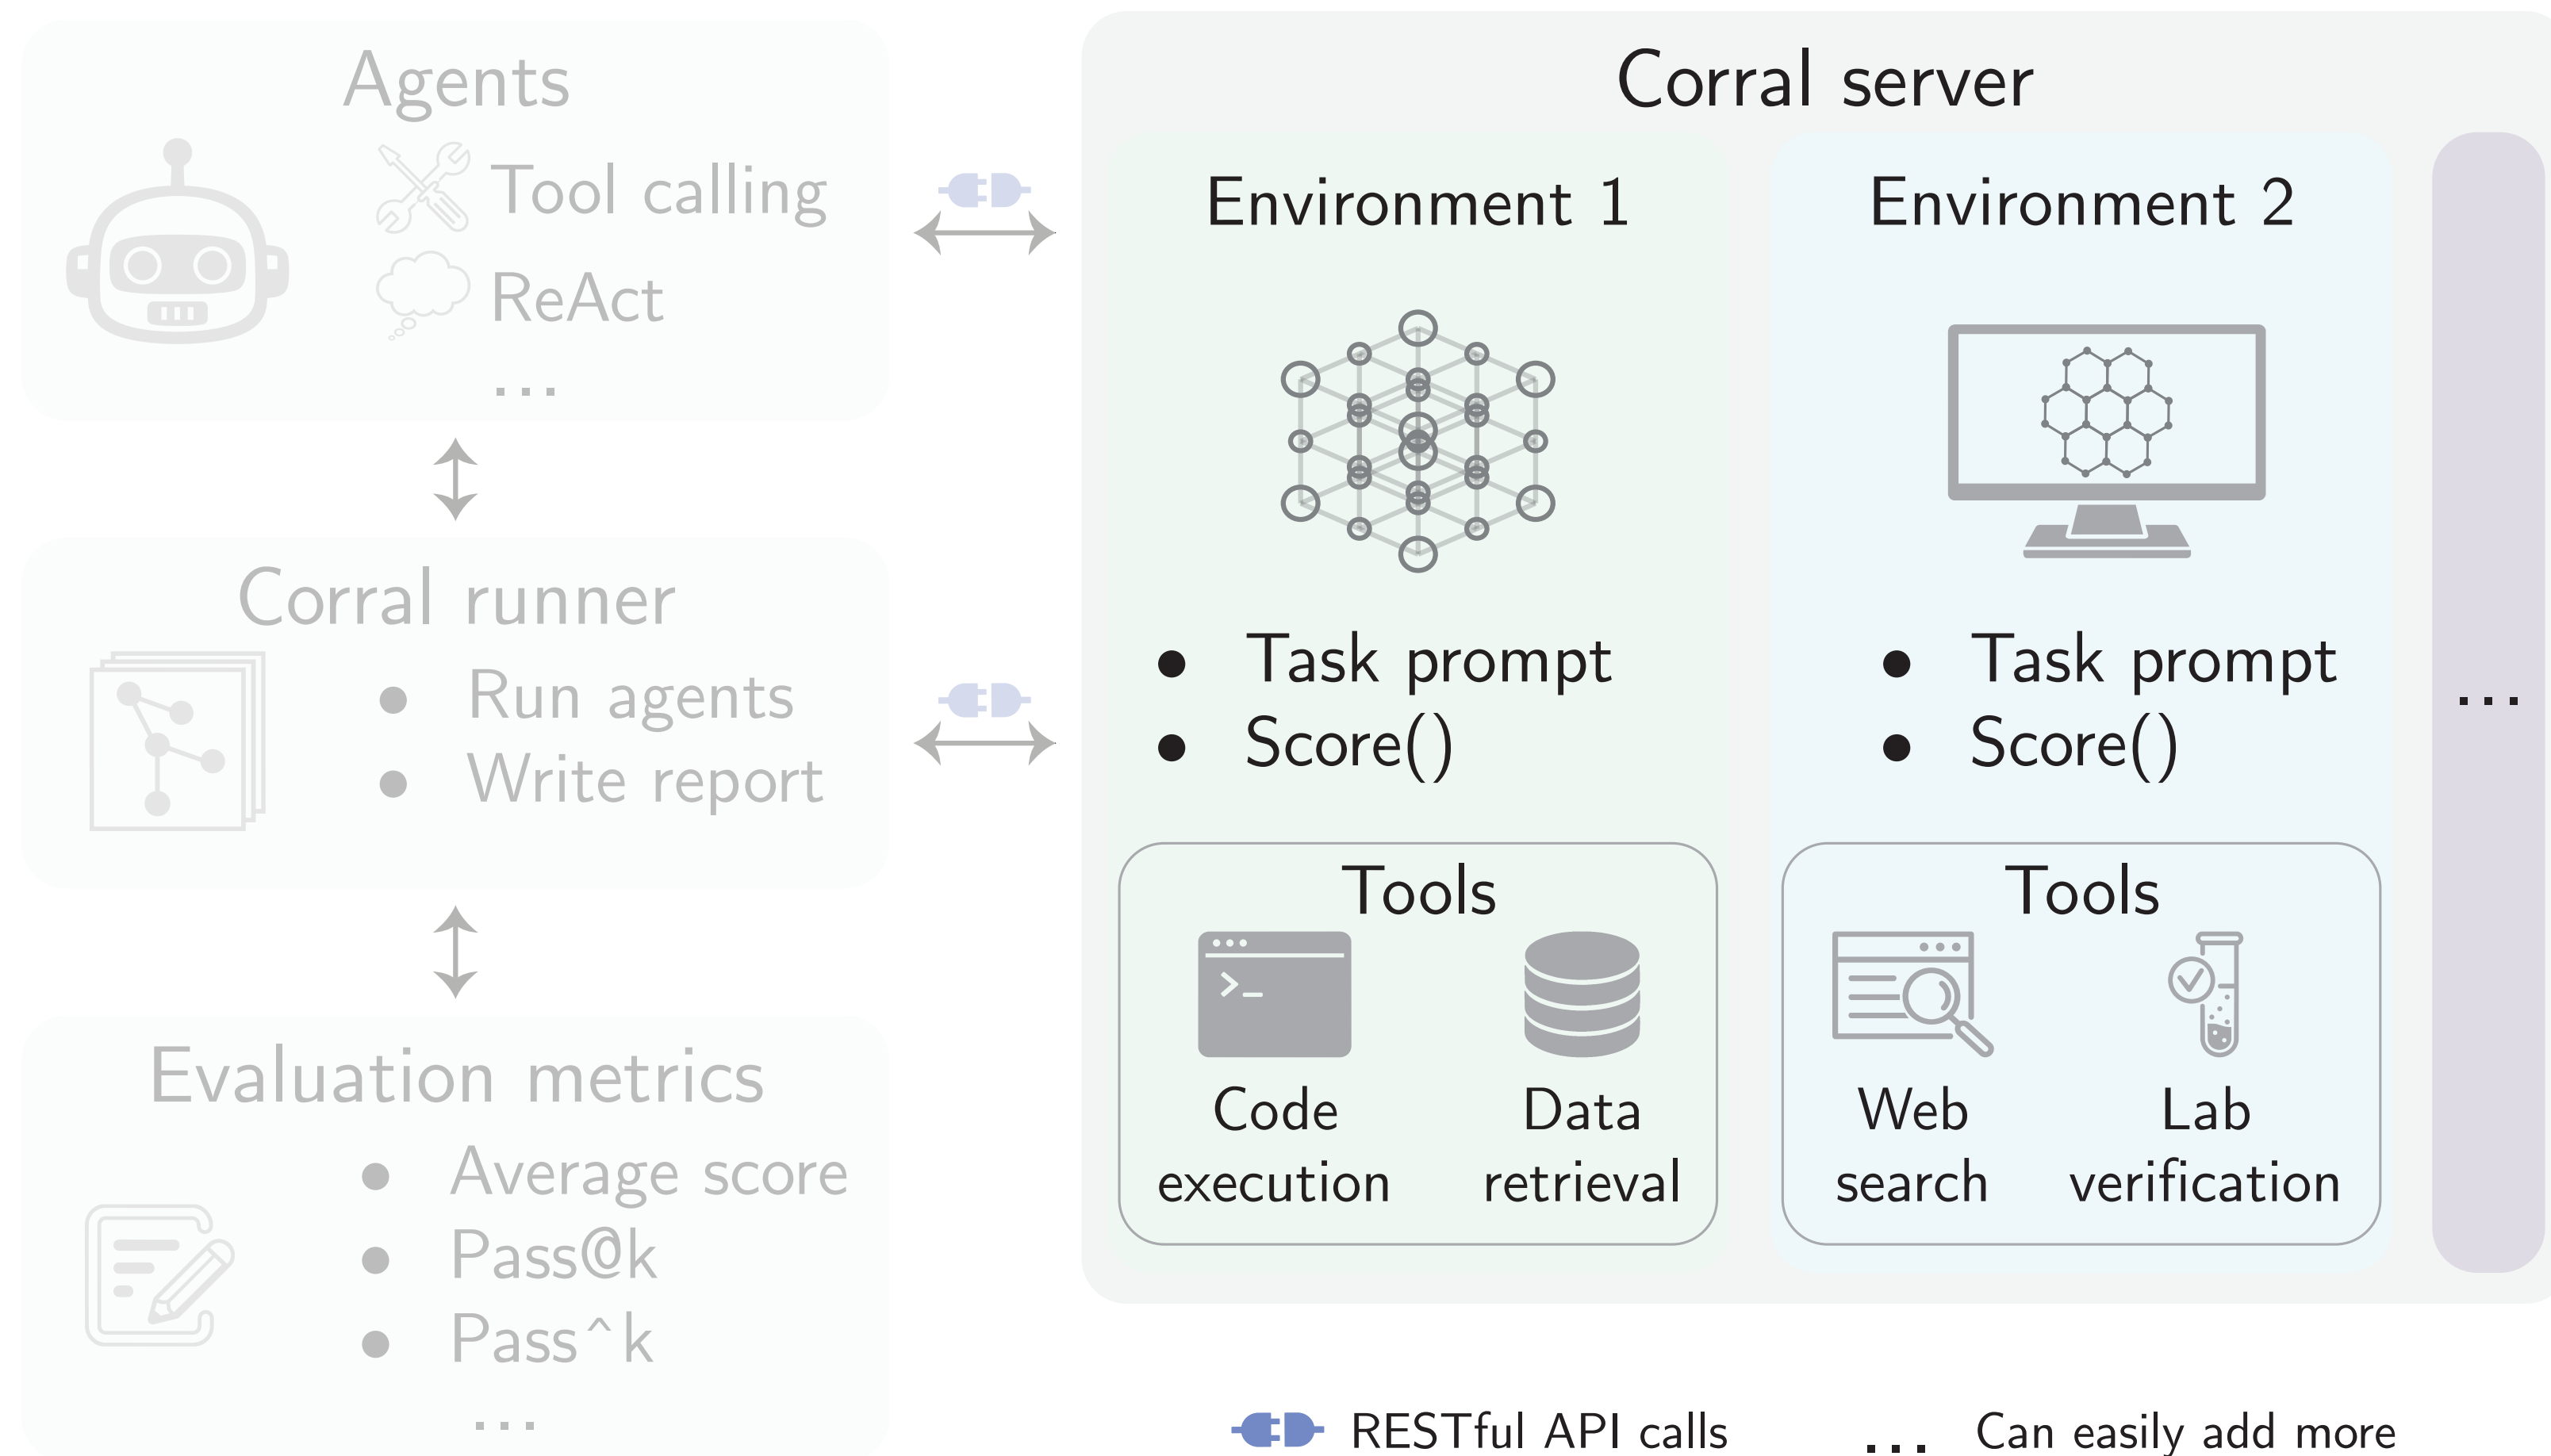 Agents
Tool calling
ReAct
...
Corral runner
• Run agents
• Write report
Evaluation metrics
• Average score
• Pass@k
• Pass^k
...
Corral server
Environment 1
• Task prompt
• Score()
Tools
>_
Code
execution
Data
retrieval
Environment 2
• Task prompt
• Score()
Tools
Web
search
Lab
verification
...
RESTful API calls
... Can easily add more